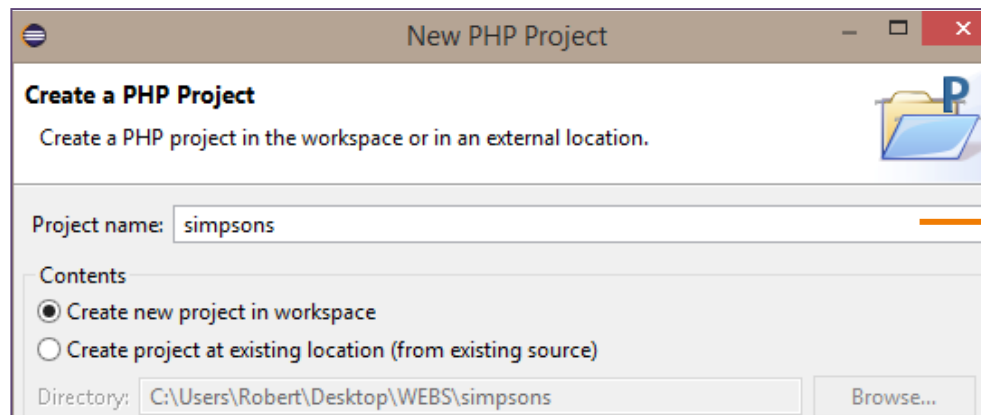 New PHP Project
Create a PHP Project
Create a PHP project in the workspace or in an external location.
P
Project name: simpsons
Contents
Create new project in workspace
Create project at existing location (from existing source)
Directory: C:\Users\Robert\Desktop\WEBS\simpsons Browse...